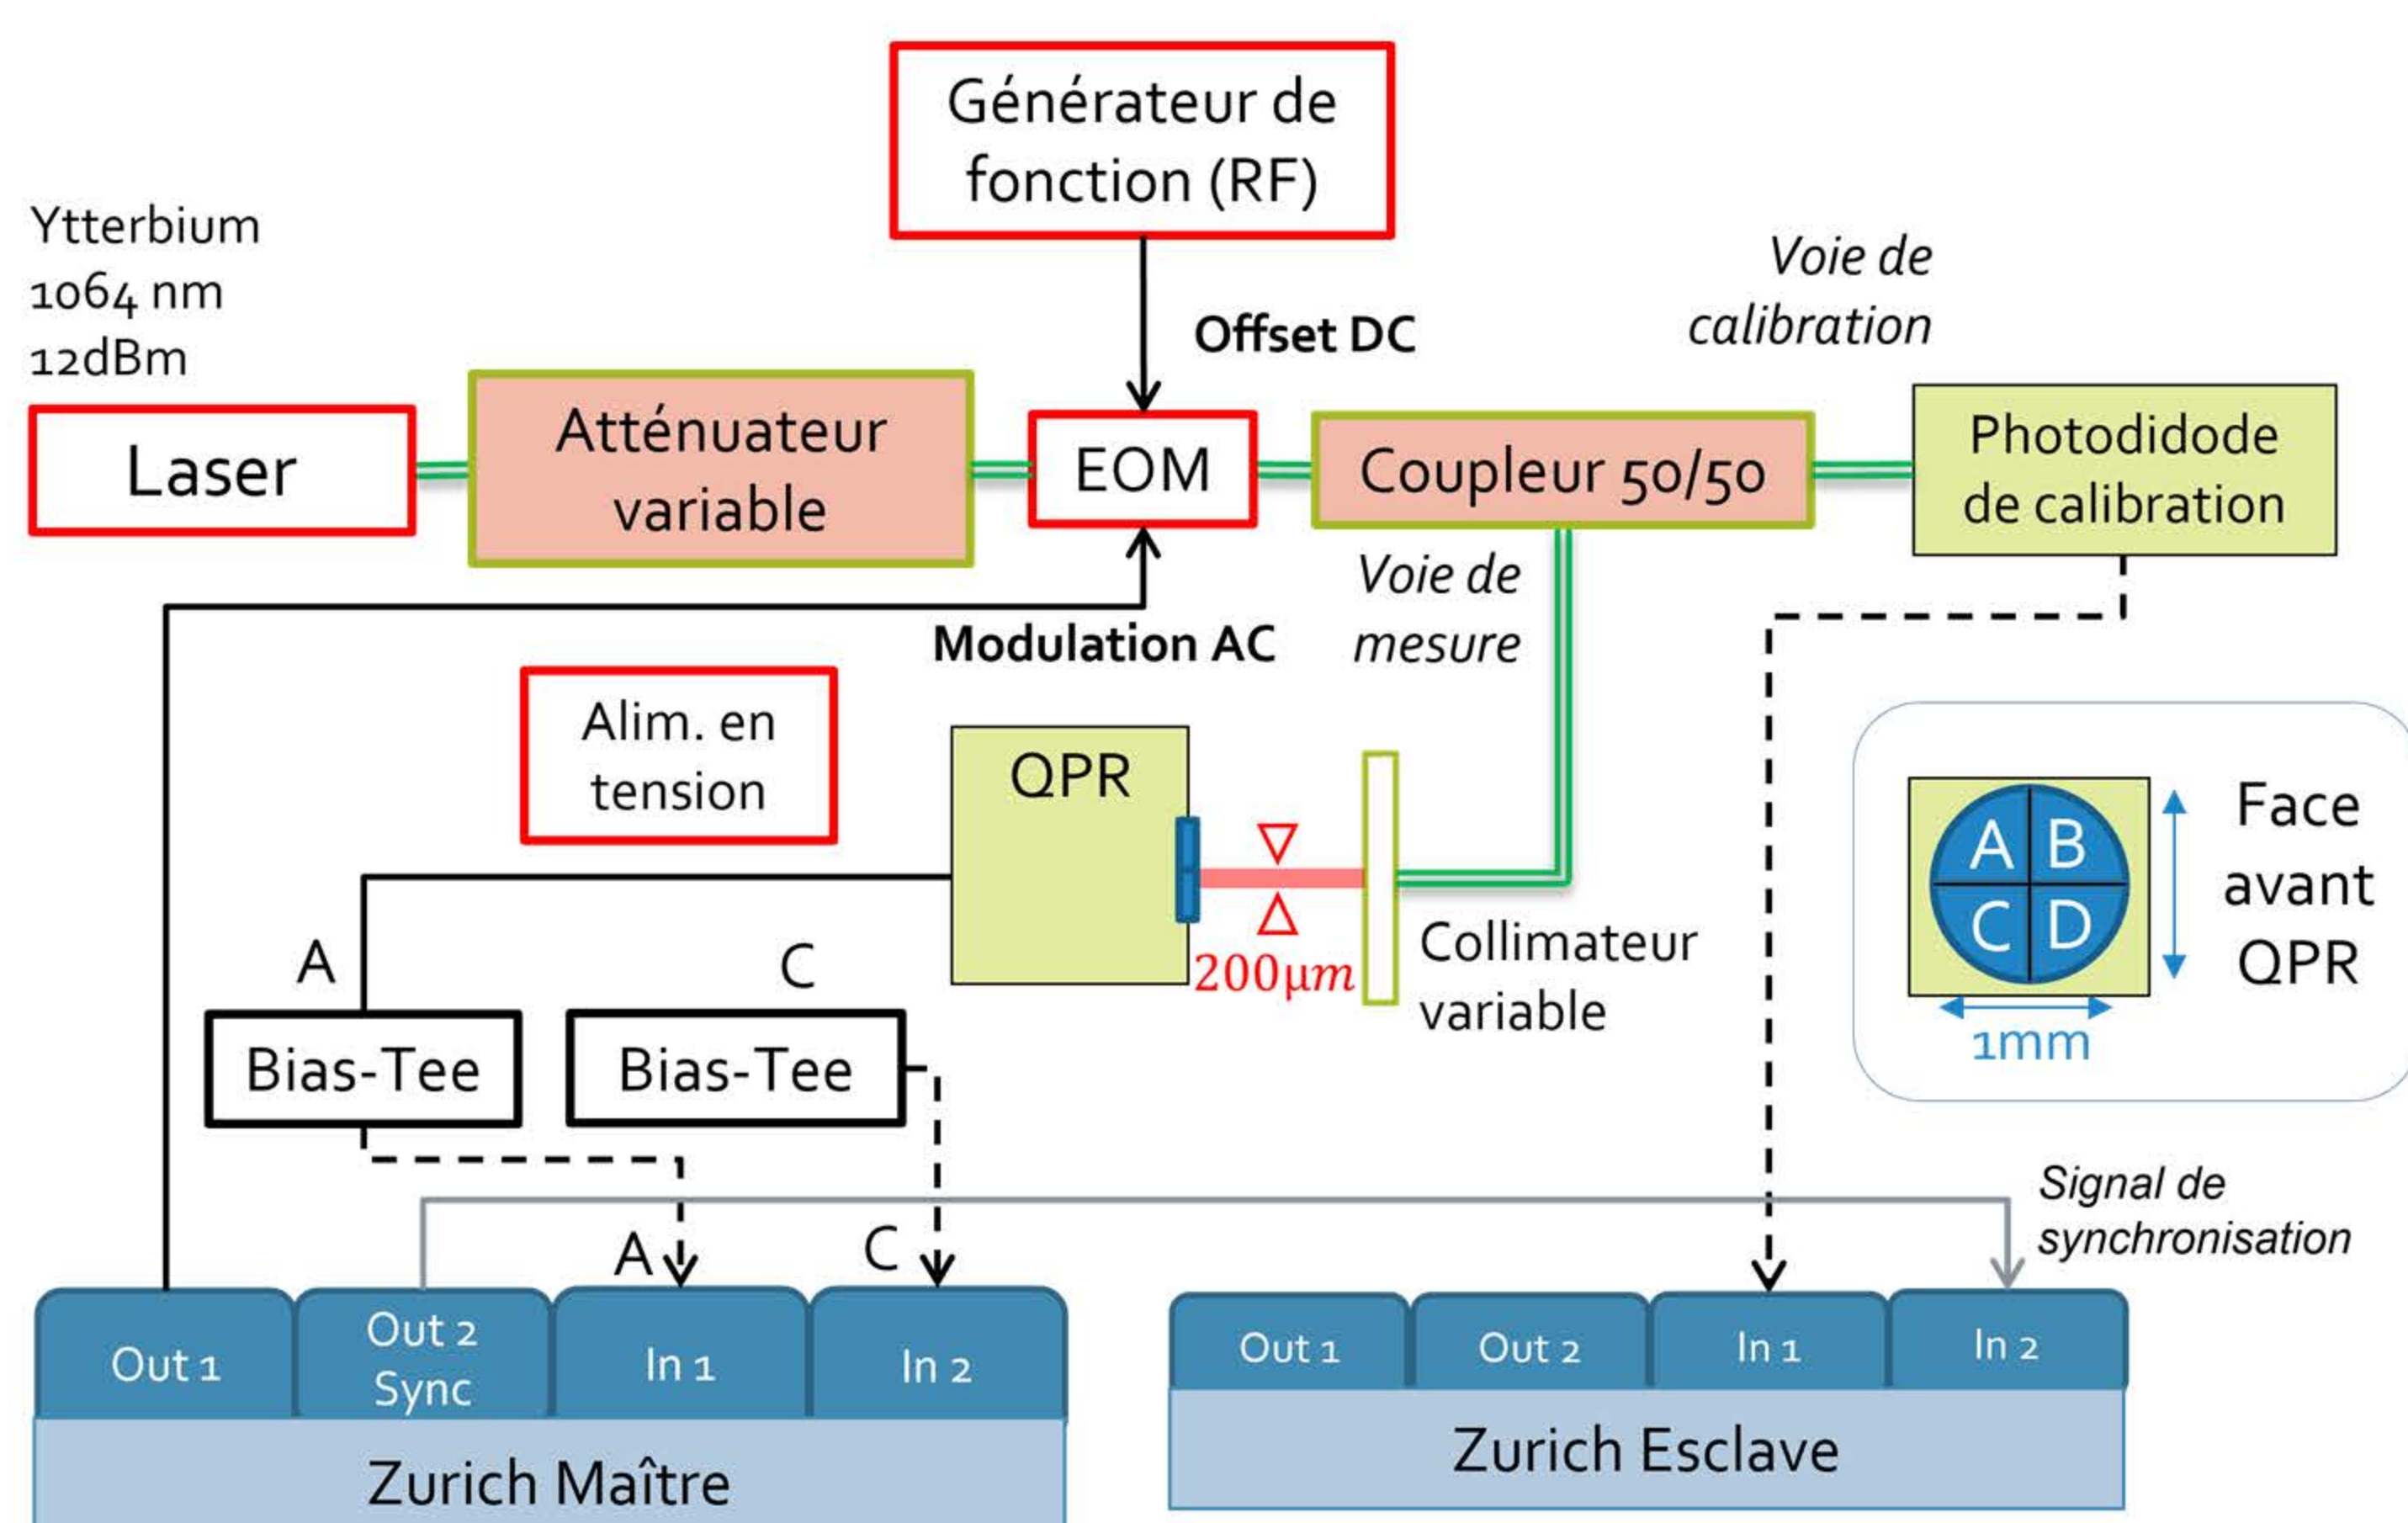 Générateur de
fonction (RF)
Ytterbium
1064 nm
12dBm
Voie de
calibration
Offset DC
Laser
Atténuateur
variable
EOM
Coupleur 50/50
Photodidode
de calibration
Voie de
mesure
Modulation AC
Alim. en
tension
QPR
200µm
Collimateur
variable
A B
C D
Face
avant
QPR
1mm
A
C
Bias-Tee
Bias-Tee
Signal de
synchronisation
A
C
Out 1
Out 2
Sync
In 1
In 2
Zurich Maître
Out 1
Out 2
In 1
In 2
Zurich Esclave